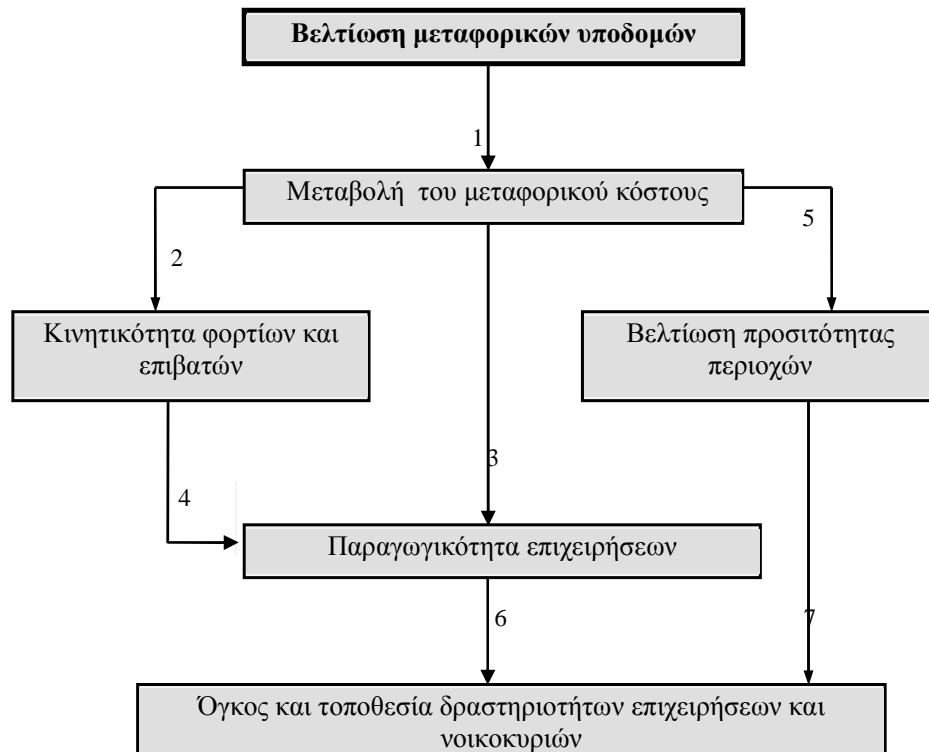 Βελτίωση μεταφορικών υποδομών
1
Μεταβολή του μεταφορικού κόστους
2
5
Κινητικότητα φορτίων και
επιβατών
Βελτίωση προσιτότητας
περιοχών
3
4
Παραγωγικότητα επιχειρήσεων
6
7
Όγκος και τοποθεσία δραστηριοτήτων επιχειρήσεων και
νοικοκυριών